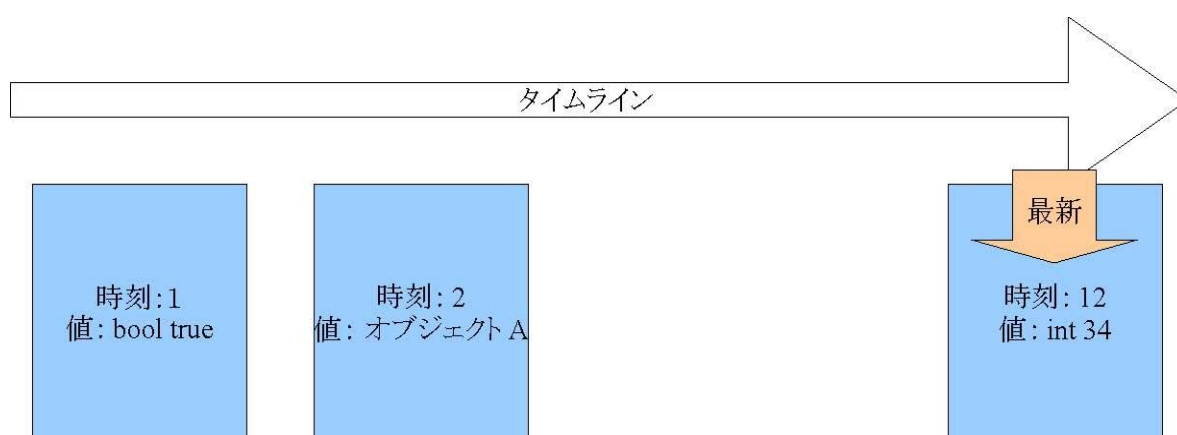 タイムライン
最新
時刻: 1
値: bool true
時刻: 2
値: オブジェクト A
時刻: 12
値: int 34